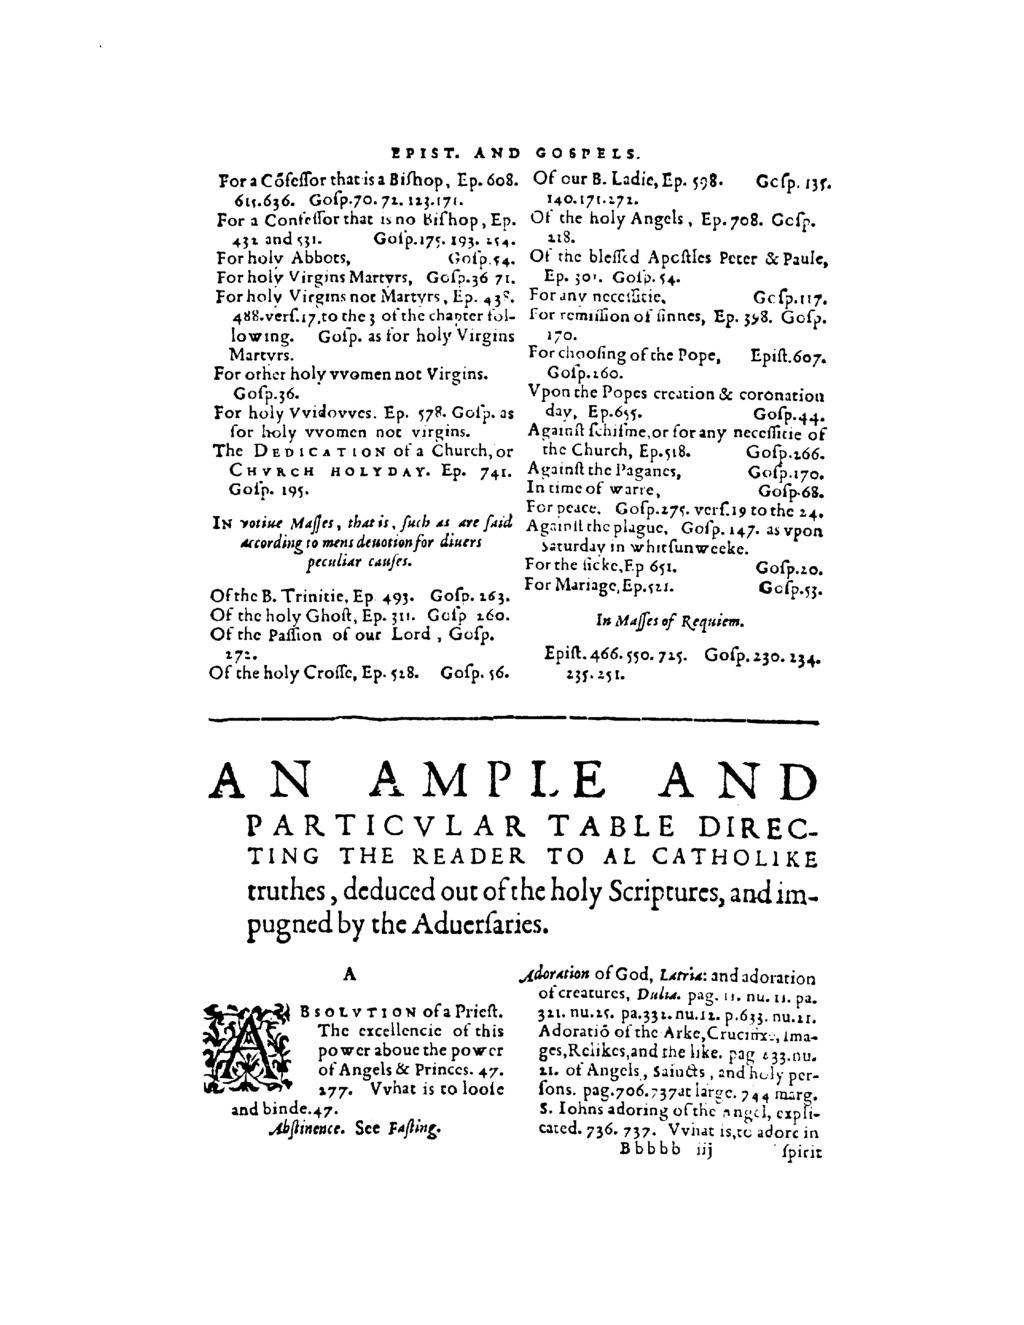 EPIST. AND GOSPELS.
For a Cõfeſſor that is a Biſhop, Ep. 608.
615.636. Goſp.70. 72. 123.171.
For a Confeſſor that is no Biſhop, Ep.
432 and 531. Goſp.175. 193. 254.
For holy Abbots, Goſp.54.
For holy Virgins Martyrs, Goſp.36 71.
For holy Virgins not Martyrs, Ep. 438.
488.verſ.17,to the 3 of the chapter fol-
lowing. Goſp. as for holy Virgins
Martyrs.
For other holy vvomen not Virgins.
Goſp.36.
For holy Vvidovves. Ep. 578. Goſp. as
for holy vvomen not virgins.
The DEDICATION of a Church, or
CHVRCH HOLYDAY. Ep. 741.
Goſp. 195.
IN votiue Maſſes, that is, ſuch as are ſaid
according to mens deuotion for diuers
peculiar cauſes.
Of the B. Trinitie, Ep 493. Goſp. 263.
Of the holy Ghoſt, Ep. 311. Goſp 260.
Of the Paſſion of our Lord, Goſp.
272.
Of the holy Croſſe, Ep. 528. Goſp. 56.
Of our B. Ladie, Ep. 598. Goſp. 135.
140.171.272.
Of the holy Angels, Ep.708. Goſp.
228.
Of the bleſſed Apoſtles Peter & Paule,
Ep. 301. Goſp. 54.
For any neceſſitie, Goſp.117.
For remiſſion of ſinnes, Ep. 398. Goſp.
170.
For chooſing of the Pope, Epiſt.607.
Goſp.260.
Vpon the Popes creation & coronation
day, Ep.655. Goſp.44.
Againſt ſchiſme, or for any neceſſitie of
the Church, Ep.518. Goſp.266.
Againſt the Paganes, Goſp.170.
In time of warre, Goſp.68.
For peace, Goſp.275. verſ.19 to the 24.
Againſt the plague, Goſp. 147. as vpon
Saturday in whitſunweeke.
For the ſicke, Ep 651. Goſp.20.
For Mariage, Ep.521. Goſp.53.
In Maſſes of Requiem.
Epiſt. 466. 550. 725. Goſp. 230. 234.
235. 251.
AN AMPLE AND
PARTICVLAR TABLE DIREC-
TING THE READER TO AL CATHOLIKE
truthes, deduced out of the holy Scriptures, and im-
pugned by the Aduerſaries.
A
ABSOLVTION of a Prieſt.
The excellencie of this
power aboue the power
of Angels & Princes. 47.
277. Vvhat is to looſe
and binde.47.
Abſtinence. See Faſting.
Adoration of God, Latria: and adoration
of creatures, Dulia. pag. 11. nu. 11. pa.
321. nu.25. pa.332. nu.12. p.633. nu.21.
Adoratiõ of the Arke, Crucifix, Ima-
ges, Relikes, and the like. pag 633.nu.
21. of Angels, Saincts, and holy per-
ſons. pag.706.737at large. 744 marg.
S. Iohns adoring of the Angel, expli-
cated. 736. 737. Vvhat is, to adore in
Bbbbb iij ſpirit